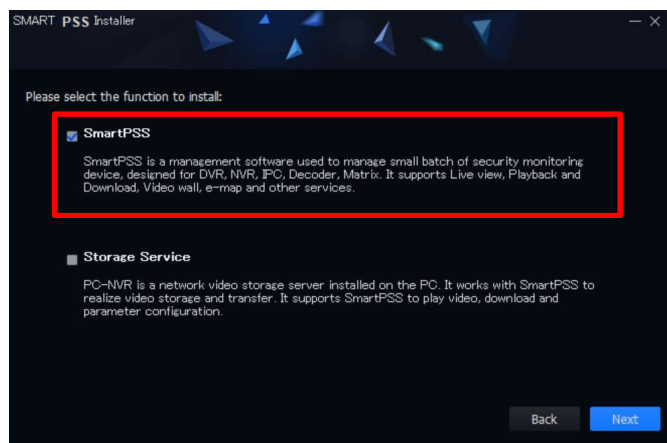 SMART PSS Installer
Please select the function to install:
SmartPSS
SmartPSS is a management software used to manage small batch of security monitoring
device, designed for DVR, NVR, IPC, Decoder, Matrix. It supports Live view, Playback and
Download, Video wall, e-map and other services.
Storage Service
PC-NVR is a network video storage server installed on the PC. It works with SmartPSS to
realize video storage and transfer. It supports SmartPSS to play video, download and
parameter configuration.
Back Next